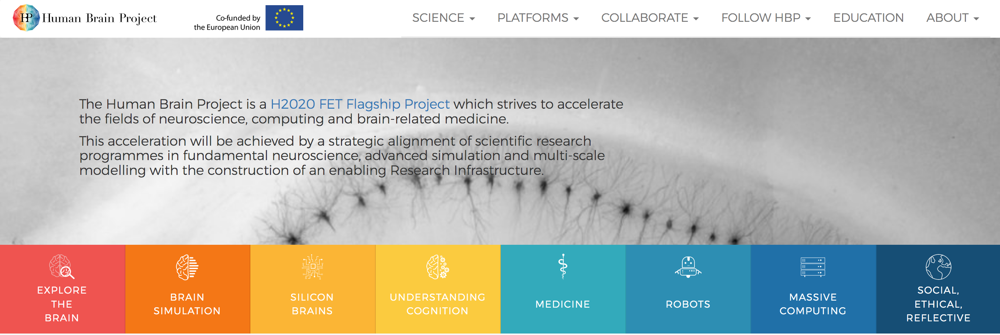 HP Human Brain Project
Co-funded by
the European Union
SCIENCE
PLATFORMS
COLLABORATE
FOLLOW HBP
EDUCATION
ABOUT
The Human Brain Project is a H2020 FET Flagship Project which strives to accelerate
the fields of neuroscience, computing and brain-related medicine.
This acceleration will be achieved by a strategic alignment of scientific research
programmes in fundamental neuroscience, advanced simulation and multi-scale
modelling with the construction of an enabling Research Infrastructure.
EXPLORE
THE
BRAIN
BRAIN
SIMULATION
SILICON
BRAINS
UNDERSTANDING
COGNITION
MEDICINE
ROBOTS
MASSIVE
COMPUTING
SOCIAL,
ETHICAL,
REFLECTIVE